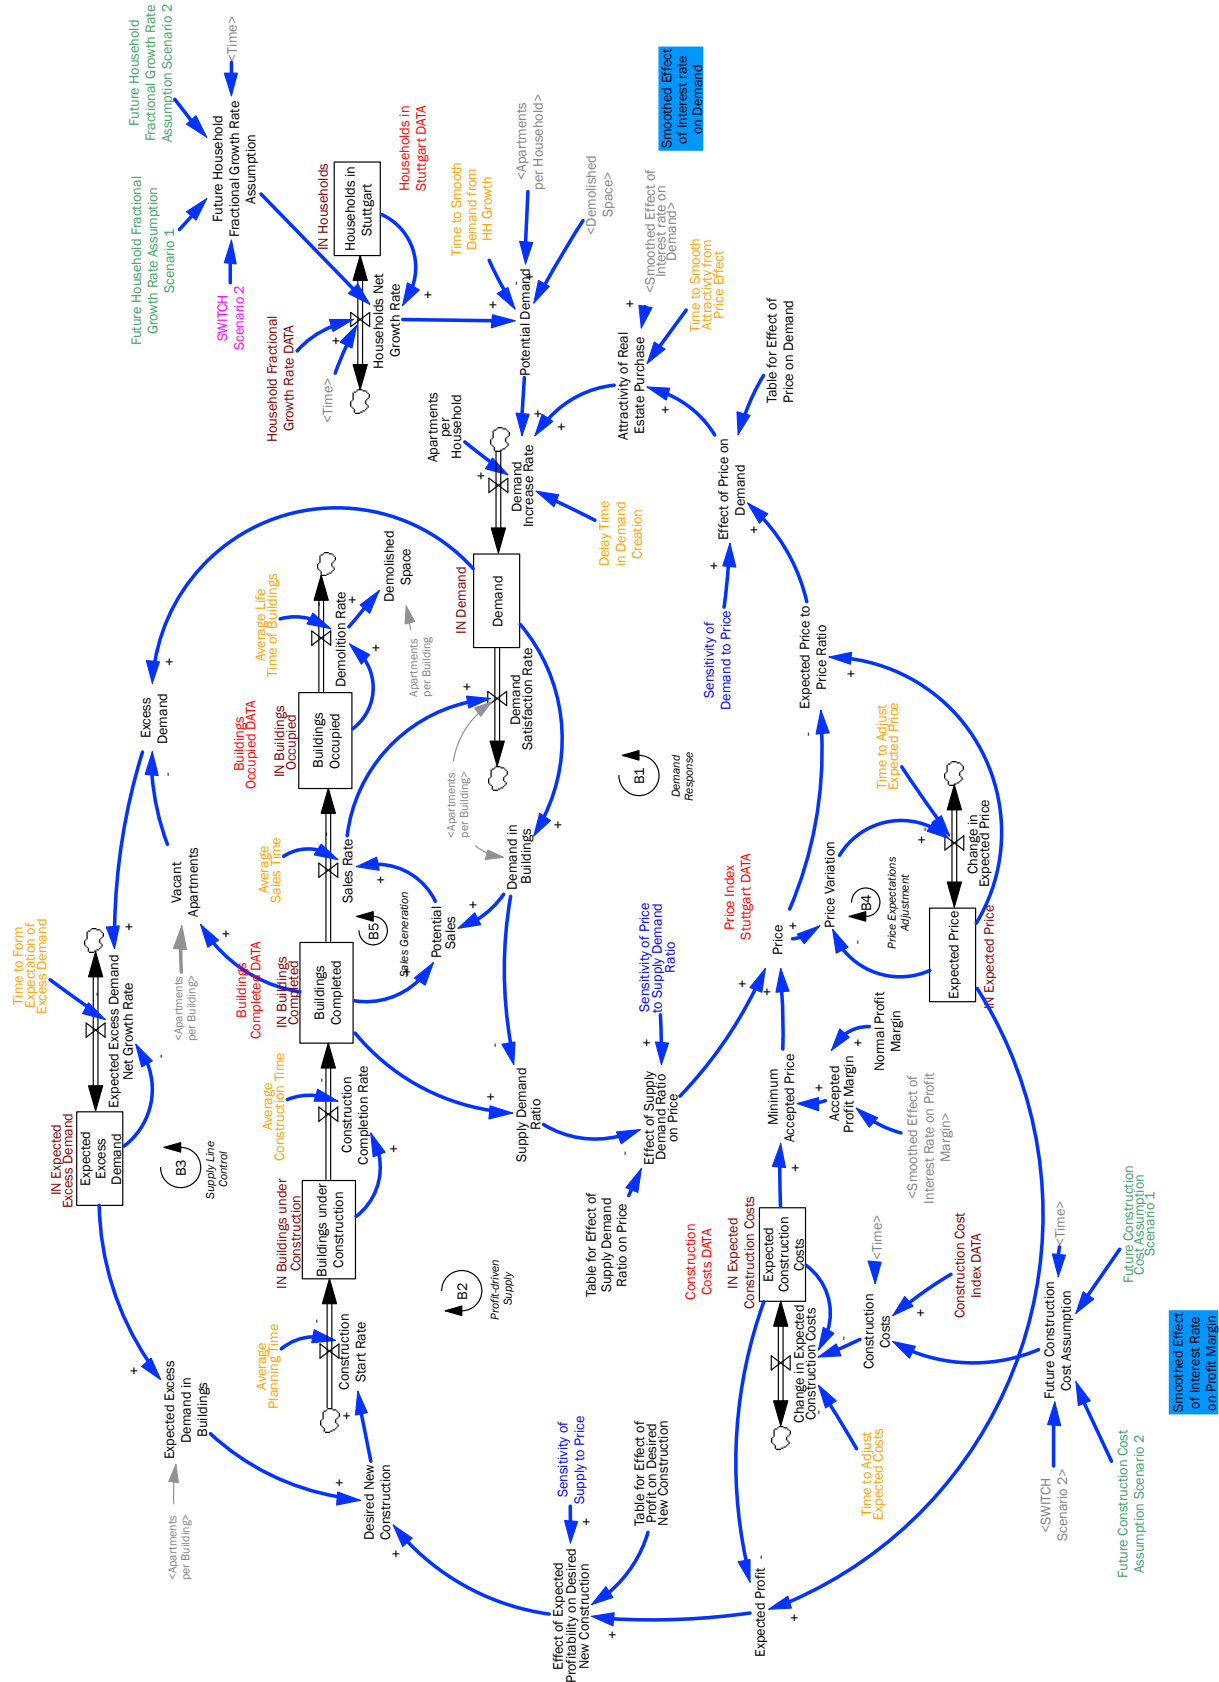 Time to Form
Expectation of
Excess Demand
IN Expected
Excess Demand
Expected
Excess
Demand
Expected Excess Demand
Net Growth Rate
B3
Supply Line
Control
<Apartments
per Building>
Expected Excess
Demand in
Buildings
<Apartments
per Building>
Vacant
Apartments
Excess
Demand
Future Household Fractional
Growth Rate Assumption
Scenario 1
Future Household
Fractional Growth Rate
Assumption Scenario 2
<Time>
Future Household
Fractional Growth Rate
Assumption
SWITCH
Scenario 2
Household Fractional
Growth Rate DATA
<Time>
IN Households
Households in
Stuttgart
Households in
Stuttgart DATA
Households Net
Growth Rate
Average
Planning Time
Construction
Start Rate
Desired New
Construction
IN Buildings under
Construction
Buildings under
Construction
Average
Construction Time
Construction
Completion Rate
Buildings
Completed DATA
IN Buildings
Completed
Buildings
Completed
Average
Sales Time
Sales Rate
B5
Sales Generation
Potential
Sales
Buildings
Occupied DATA
IN Buildings
Occupied
Buildings
Occupied
Average Life
Time of Buildings
Demolition Rate
Demolished
Space
Apartments
per Building
IN Demand
Demand
Demand
Satisfaction Rate
<Apartments
per Building>
Demand in
Buildings
Apartments
per
Household
Demand
Increase Rate
Delay Time
in Demand
Creation
Time to Smooth
Demand from
HH Growth
<Apartments
per Household>
<Demolished
Space>
Potential Demand
<Smoothed Effect of
Interest rate on
Demand>
Time to Smooth
Attractivty from
Price Effect
Attractivity of Real
Estate Purchase
Smoothed Effect
of Interest rate
on Demand
Table for Effect of
Price on Demand
Effect of Price on
Demand
Sensitivity of
Demand to Price
Expected Price to
Price Ratio
B1
Demand
Response
B2
Profit-driven
Supply
Supply Demand
Ratio
Sensitivity of Price
to Supply Demand
Ratio
Effect of Supply
Demand Ratio
on Price
Table for Effect of
Supply Demand
Ratio on Price
Price Index
Stuttgart DATA
Price
Price Variation
B4
Price Expectations
Adjustment
Time to Adjust
Expected Price
Change in
Expected Price
Expected Price
IN Expected Price
Minimum
Accepted Price
Accepted
Profit Margin
Normal Profit
Margin
<Smoothed Effect of
Interest Rate on Profit
Margin>
Construction
Costs DATA
IN Expected
Construction Costs
Expected
Construction
Costs
Change in Expected
Construction Costs
Time to Adjust
Expected Costs
Construction
Costs
<Time>
Construction Cost
Index DATA
Future Construction
Cost Assumption
<Time>
Future Construction
Cost Assumption
Scenario 1
<SWITCH
Scenario 2>
Future Construction Cost
Assumption Scenario 2
Smoothed Effect
of Interest Rate
on Profit Margin
Sensitivity of
Supply to Price
Table for Effect of
Profit on Desired
New Construction
Effect of Expected
Profitability on Desired
New Construction
Expected Profit